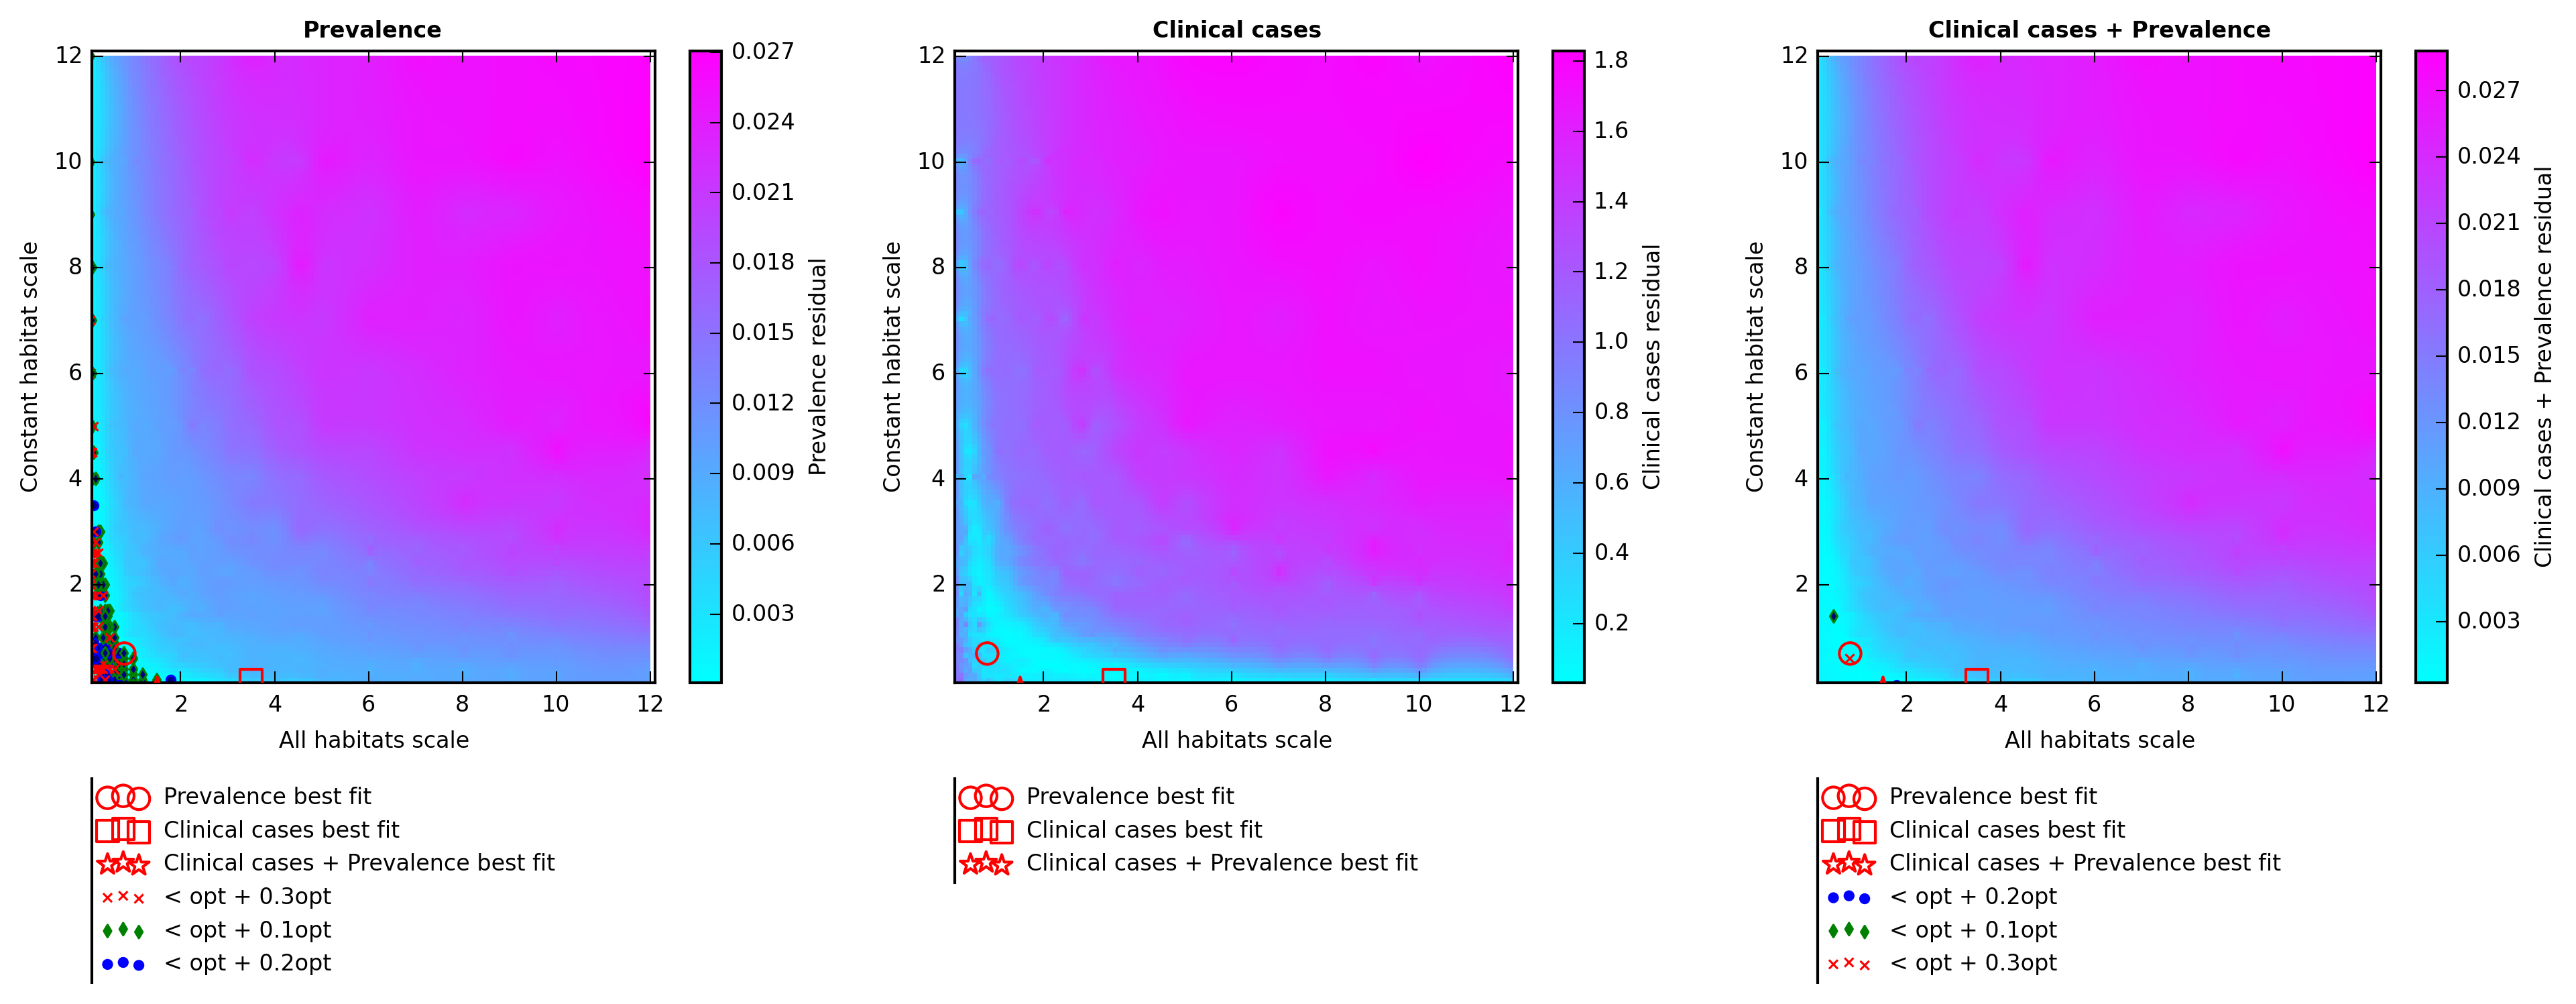 Prevalence
12
10
8
6
4
2
Constant habitat scale
2 4 6 8 10 12
All habitats scale
0.027
0.024
0.021
0.018
0.015
0.012
0.009
0.006
0.003
Prevalence residual
Prevalence best fit
Clinical cases best fit
Clinical cases + Prevalence best fit
< opt + 0.3opt
< opt + 0.1opt
< opt + 0.2opt
Clinical cases
12
10
8
6
4
2
Constant habitat scale
2 4 6 8 10 12
All habitats scale
1.8
1.6
1.4
1.2
1.0
0.8
0.6
0.4
0.2
Clinical cases residual
Prevalence best fit
Clinical cases best fit
Clinical cases + Prevalence best fit
Clinical cases + Prevalence
12
10
8
6
4
2
Constant habitat scale
2 4 6 8 10 12
All habitats scale
0.027
0.024
0.021
0.018
0.015
0.012
0.009
0.006
0.003
Clinical cases + Prevalence residual
Prevalence best fit
Clinical cases best fit
Clinical cases + Prevalence best fit
< opt + 0.2opt
< opt + 0.1opt
< opt + 0.3opt